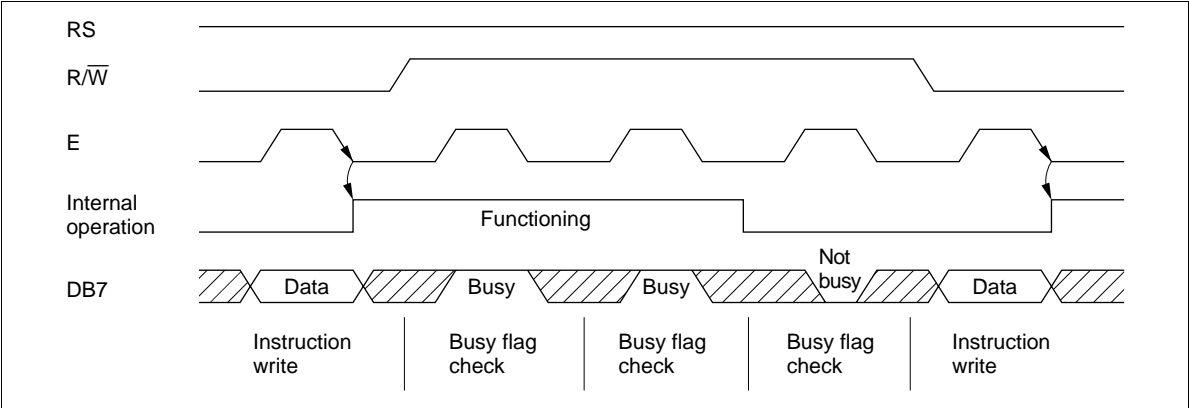 RS
R/W̅
E
Internal
operation
Functioning
DB7
Data
Busy
Busy
Not
busy
Data
Instruction
write
Busy flag
check
Busy flag
check
Busy flag
check
Instruction
write